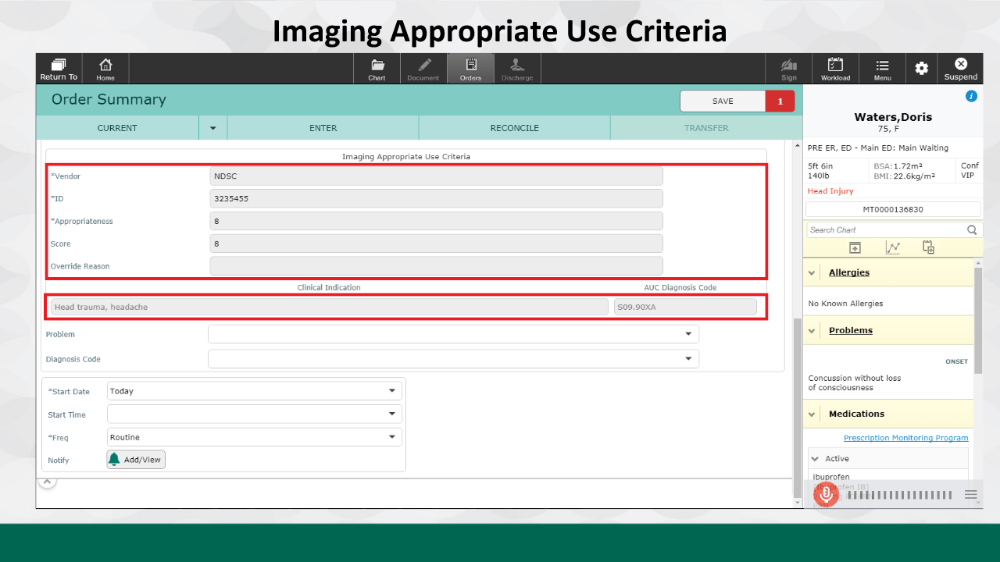 Imaging Appropriate Use Criteria
Return To
Home
Chart
Document
Orders
Discharge
Sign
Workload
Menu
Suspend
Order Summary
SAVE
1
CURRENT
ENTER
RECONCILE
TRANSFER
Imaging Appropriate Use Criteria
*Vendor
NDSC
*ID
3235455
*Appropriateness
8
Score
8
Override Reason
Clinical Indication
AUC Diagnosis Code
Head trauma, headache
S09.90XA
Problem
Diagnosis Code
*Start Date
Today
Start Time
*Freq
Routine
Notify
Add/View
i
Waters,Doris
75, F
PRE ER, ED - Main ED: Main Waiting
5ft 6in
140lb
BSA:1.72m²
BMI: 22.6kg/m²
Conf
VIP
Head Injury
MT0000136830
Search Chart
Allergies
No Known Allergies
Problems
ONSET
Concussion without loss
of consciousness
Medications
Prescription Monitoring Program
Active
ibuprofen
(Ibuprofen IB)